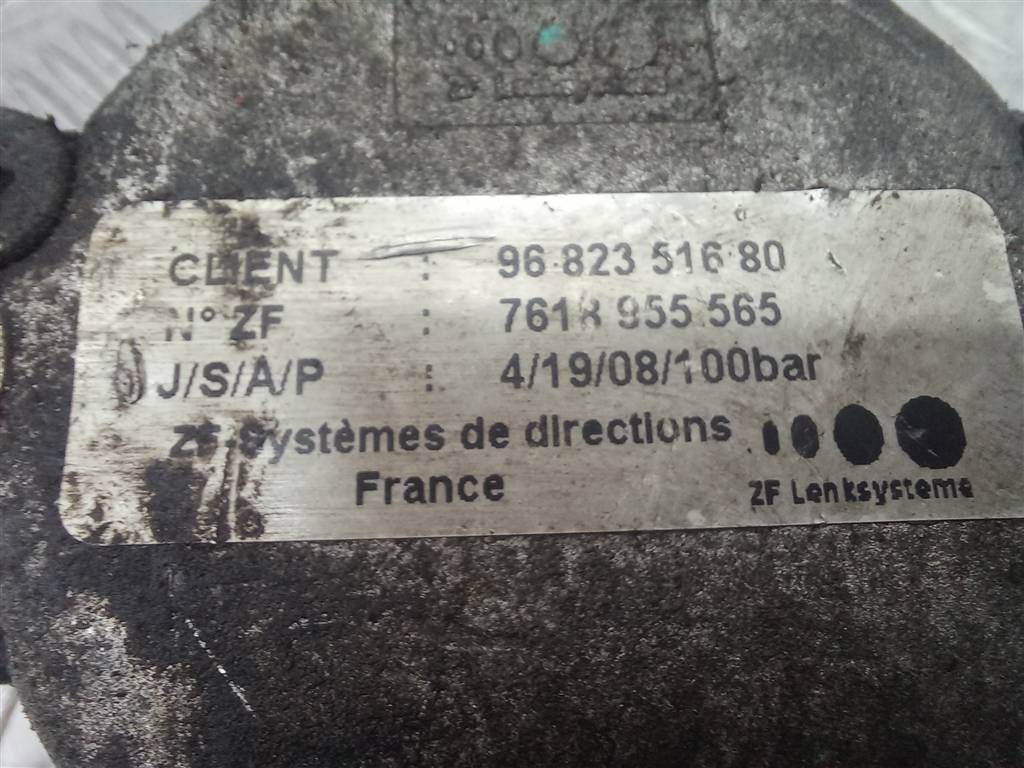 CLIENT : 96 823 516 80
N° ZF : 955 565
J/S/A/P : 4/19/08/100bar
ZF Systèmes de directions
France
ZF Lenksysteme